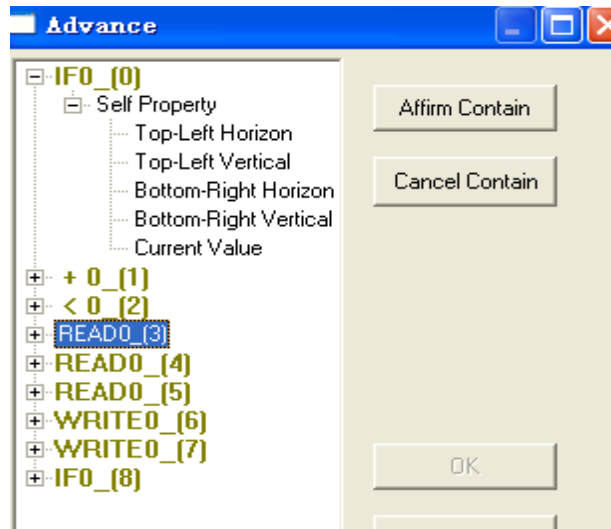 Advance
IF0_(0)
Self Property
Top-Left Horizon
Top-Left Vertical
Bottom-Right Horizon
Bottom-Right Vertical
Current Value
+ 0_(1)
< 0_(2)
READ0_(3)
READ0_(4)
READ0_(5)
WRITE0_(6)
WRITE0_(7)
IF0_(8)
Affirm Contain
Cancel Contain
OK